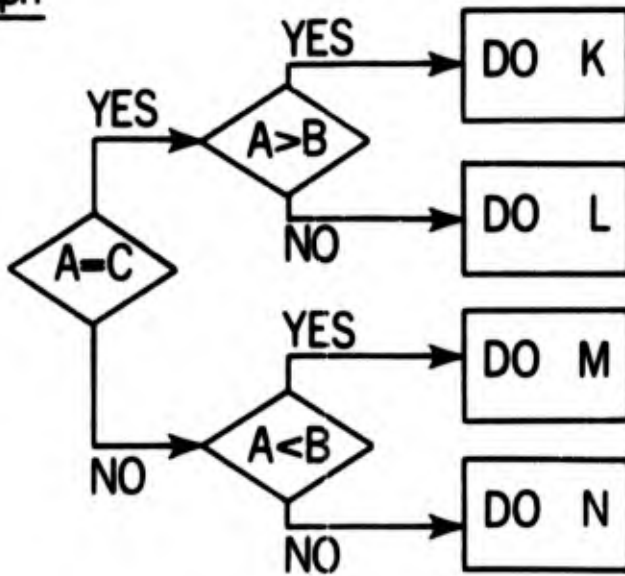 YES
DO K
YES
A>B
DO L
NO
A=C
YES
DO M
A<B
NO
DO N
NO